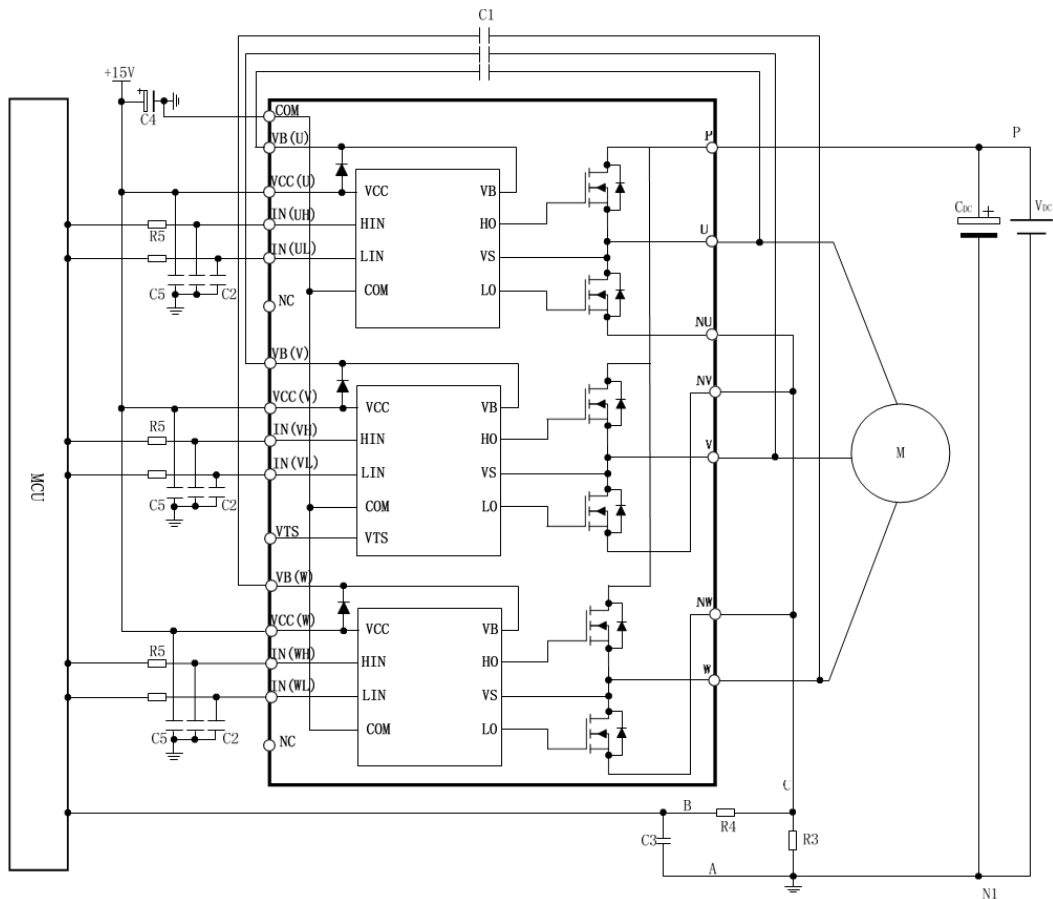 C1
+15V
+
C4
COM
VB(U)
P
P
VCC(U)
VCC
VB
IN(UH)
R5
HIN
HO
CDC
+
VDC
U
IN(UL)
LIN
VS
COM
LO
C5
C2
NC
NU
VB(V)
NV
VCC(V)
VCC
VB
R5
IN(VH)
HIN
HO
V
M
IN(VL)
LIN
VS
MCU
C5
C2
COM
LO
VTS
VTS
VB(W)
NW
VCC(W)
VCC
VB
R5
IN(WH)
HIN
HO
W
IN(WL)
LIN
VS
C5
C2
COM
LO
NC
C
B
R4
C3
R3
A
N1